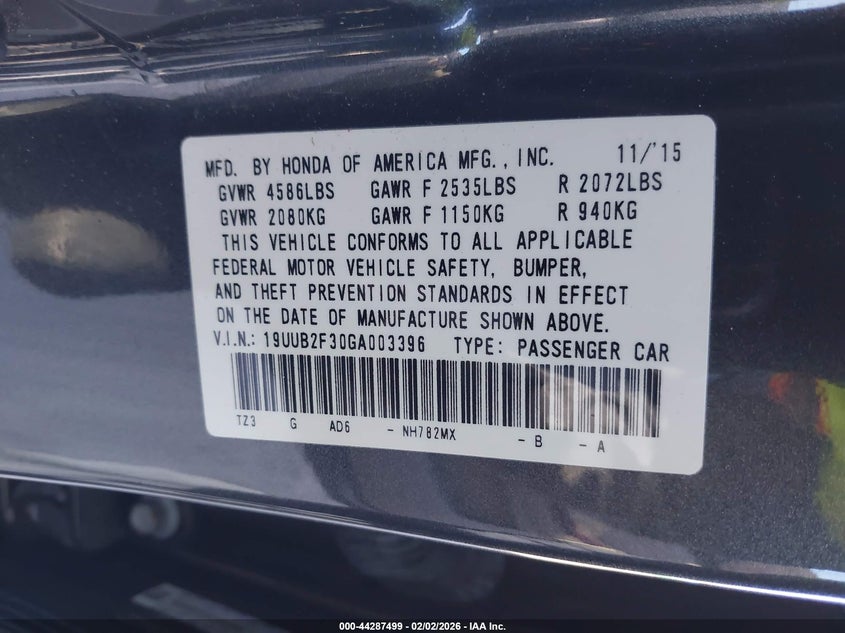 MFD. BY HONDA OF AMERICA MFG., INC. 11/'15
GVWR 4586LBS GAWR F 2535LBS R 2072LBS
GVWR 2080KG GAWR F 1150KG R 940KG
THIS VEHICLE CONFORMS TO ALL APPLICABLE
FEDERAL MOTOR VEHICLE SAFETY, BUMPER,
AND THEFT PREVENTION STANDARDS IN EFFECT
ON THE DATE OF MANUFACTURE SHOWN ABOVE.
V.I.N.: 19UUB2F30GA003396 TYPE: PASSENGER CAR
TZ3 G AD6 - NH782MX - B - A
000-44287499 - 02/02/2026 - IAA Inc.